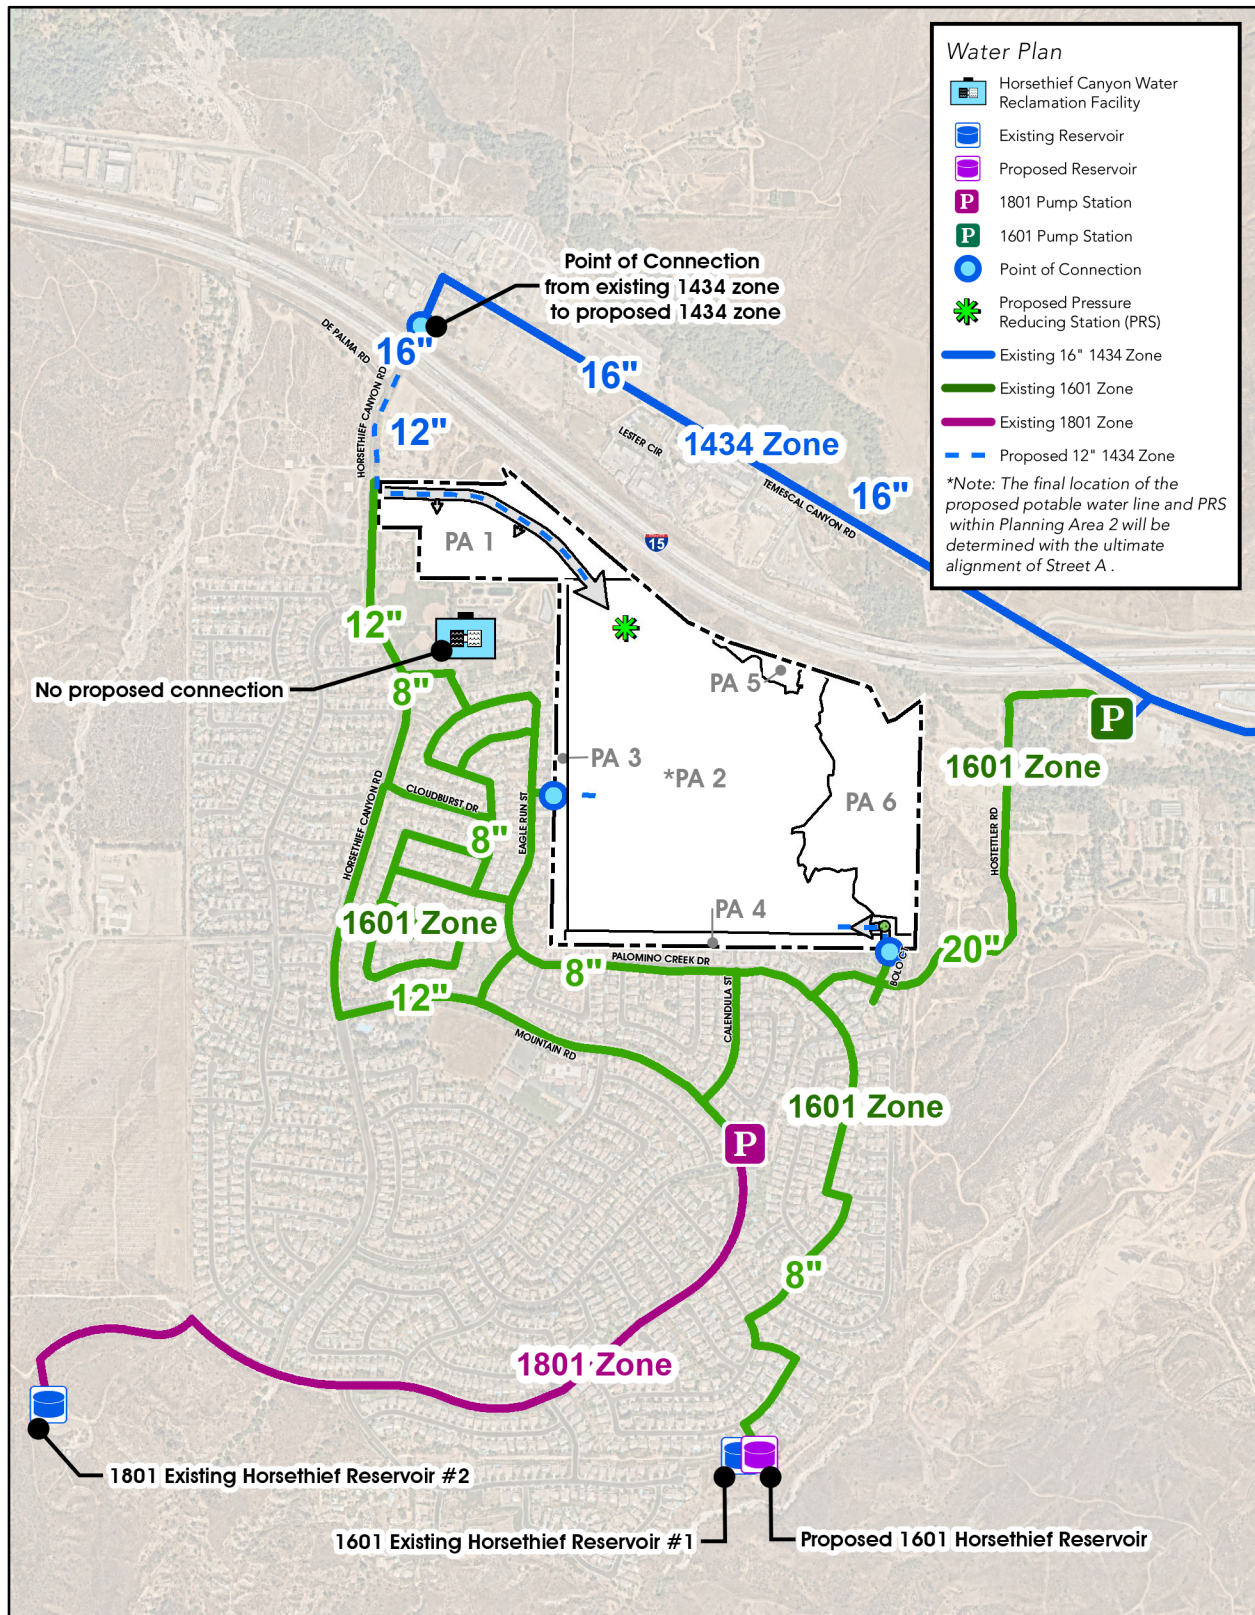 Water Plan
Horsethief Canyon Water
Reclamation Facility
Existing Reservoir
Proposed Reservoir
P
1801 Pump Station
P
1601 Pump Station
Point of Connection
Proposed Pressure
Reducing Station (PRS)
Existing 16" 1434 Zone
Existing 1601 Zone
Existing 1801 Zone
Proposed 12" 1434 Zone
*Note: The final location of the
proposed potable water line and PRS
within Planning Area 2 will be
determined with the ultimate
alignment of Street A .
Point of Connection
from existing 1434 zone
to proposed 1434 zone
DE PALMA RD
16"
HORSETHIEF CANYON RD
12"
16"
LESTER CIR
1434 Zone
TEMESCAL CANYON RD
16"
15
PA 1
12"
No proposed connection
8"
PA 5
P
1601 Zone
PA 3
*PA 2
PA 6
CLOUDBURST DR
EAGLE RUN ST
HORSETHIEF CANYON RD
8"
HOSTETTLER RD
1601 Zone
PA 4
PALOMINO CREEK DR
8"
20"
BOLO CT
12"
CALENDULA ST
MOUNTAIN RD
1601 Zone
P
8"
1801 Zone
1801 Existing Horsethief Reservoir #2
1601 Existing Horsethief Reservoir #1
Proposed 1601 Horsethief Reservoir